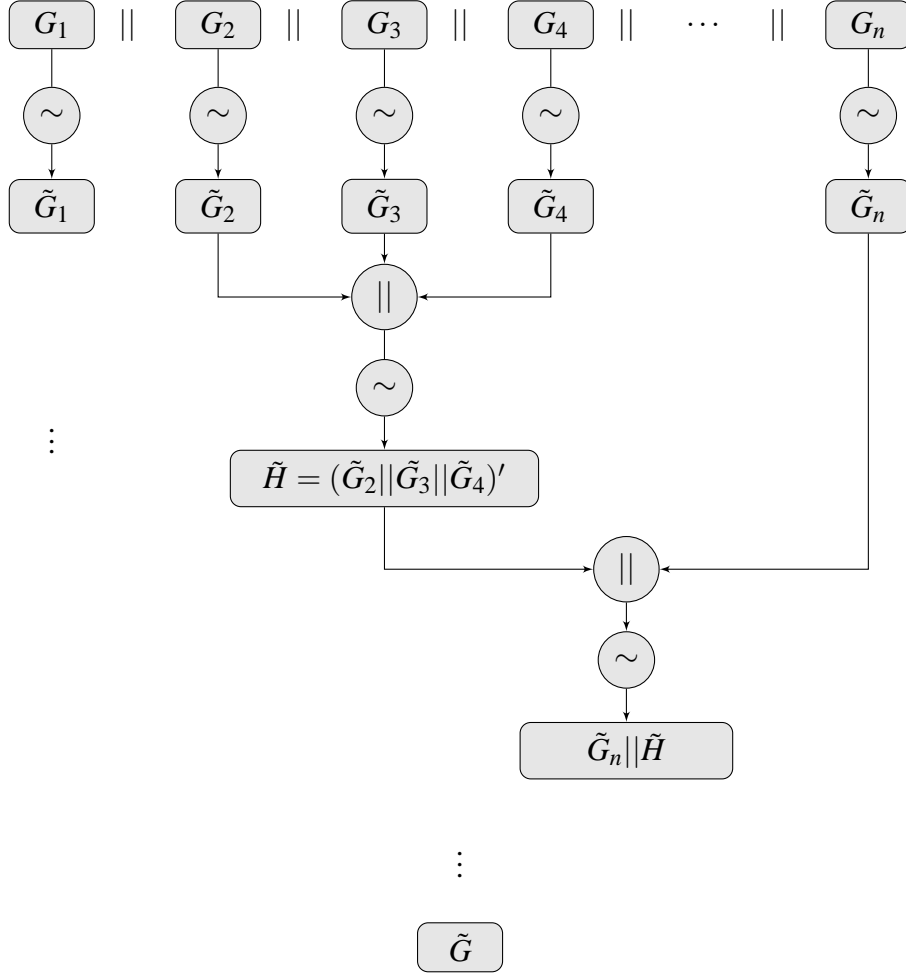 G₁ || G₂ || G₃ || G₄ || ⋯ || Gₙ
∼ ∼ ∼ ∼ ∼
G̃₁ G̃₂ G̃₃ G̃₄ G̃ₙ
||
∼
⋮
H̃ = (G̃₂||G̃₃||G̃₄)′
||
∼
G̃ₙ||H̃
⋮
G̃